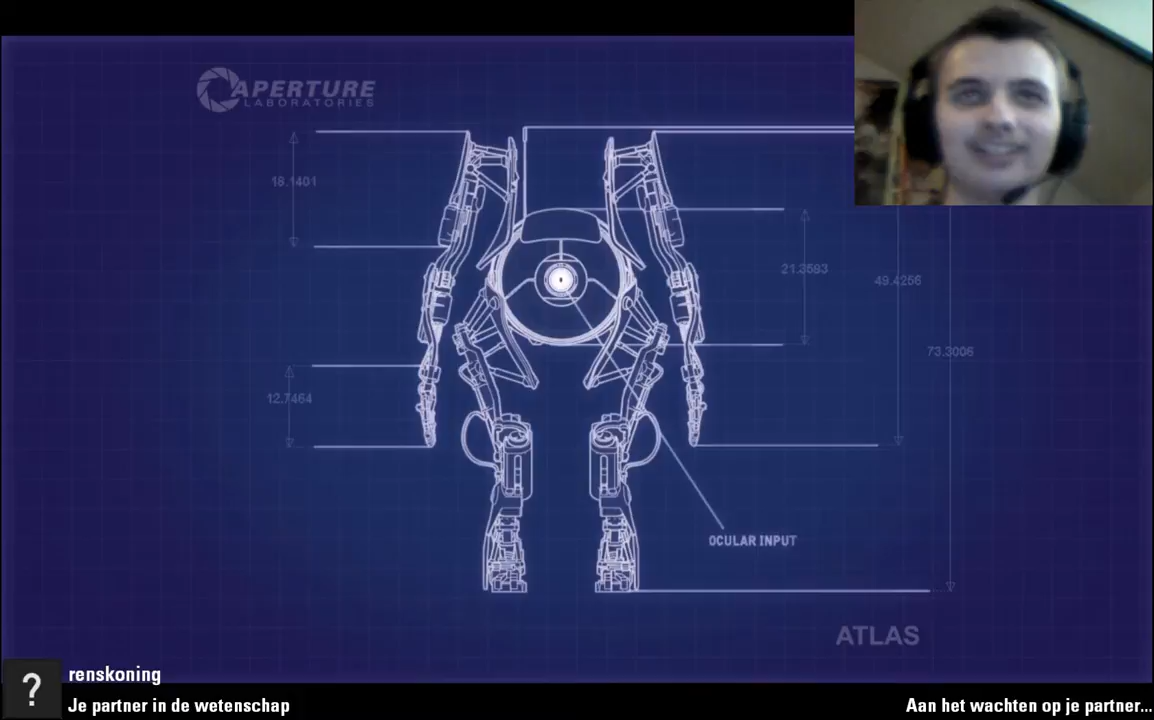 APERTURE
LABORATORIES
18.1401
21.3593
49.4256
73.3006
12.7464
OCULAR INPUT
ATLAS
?
renskoning
Je partner in de wetenschap
Aan het wachten op je partner...